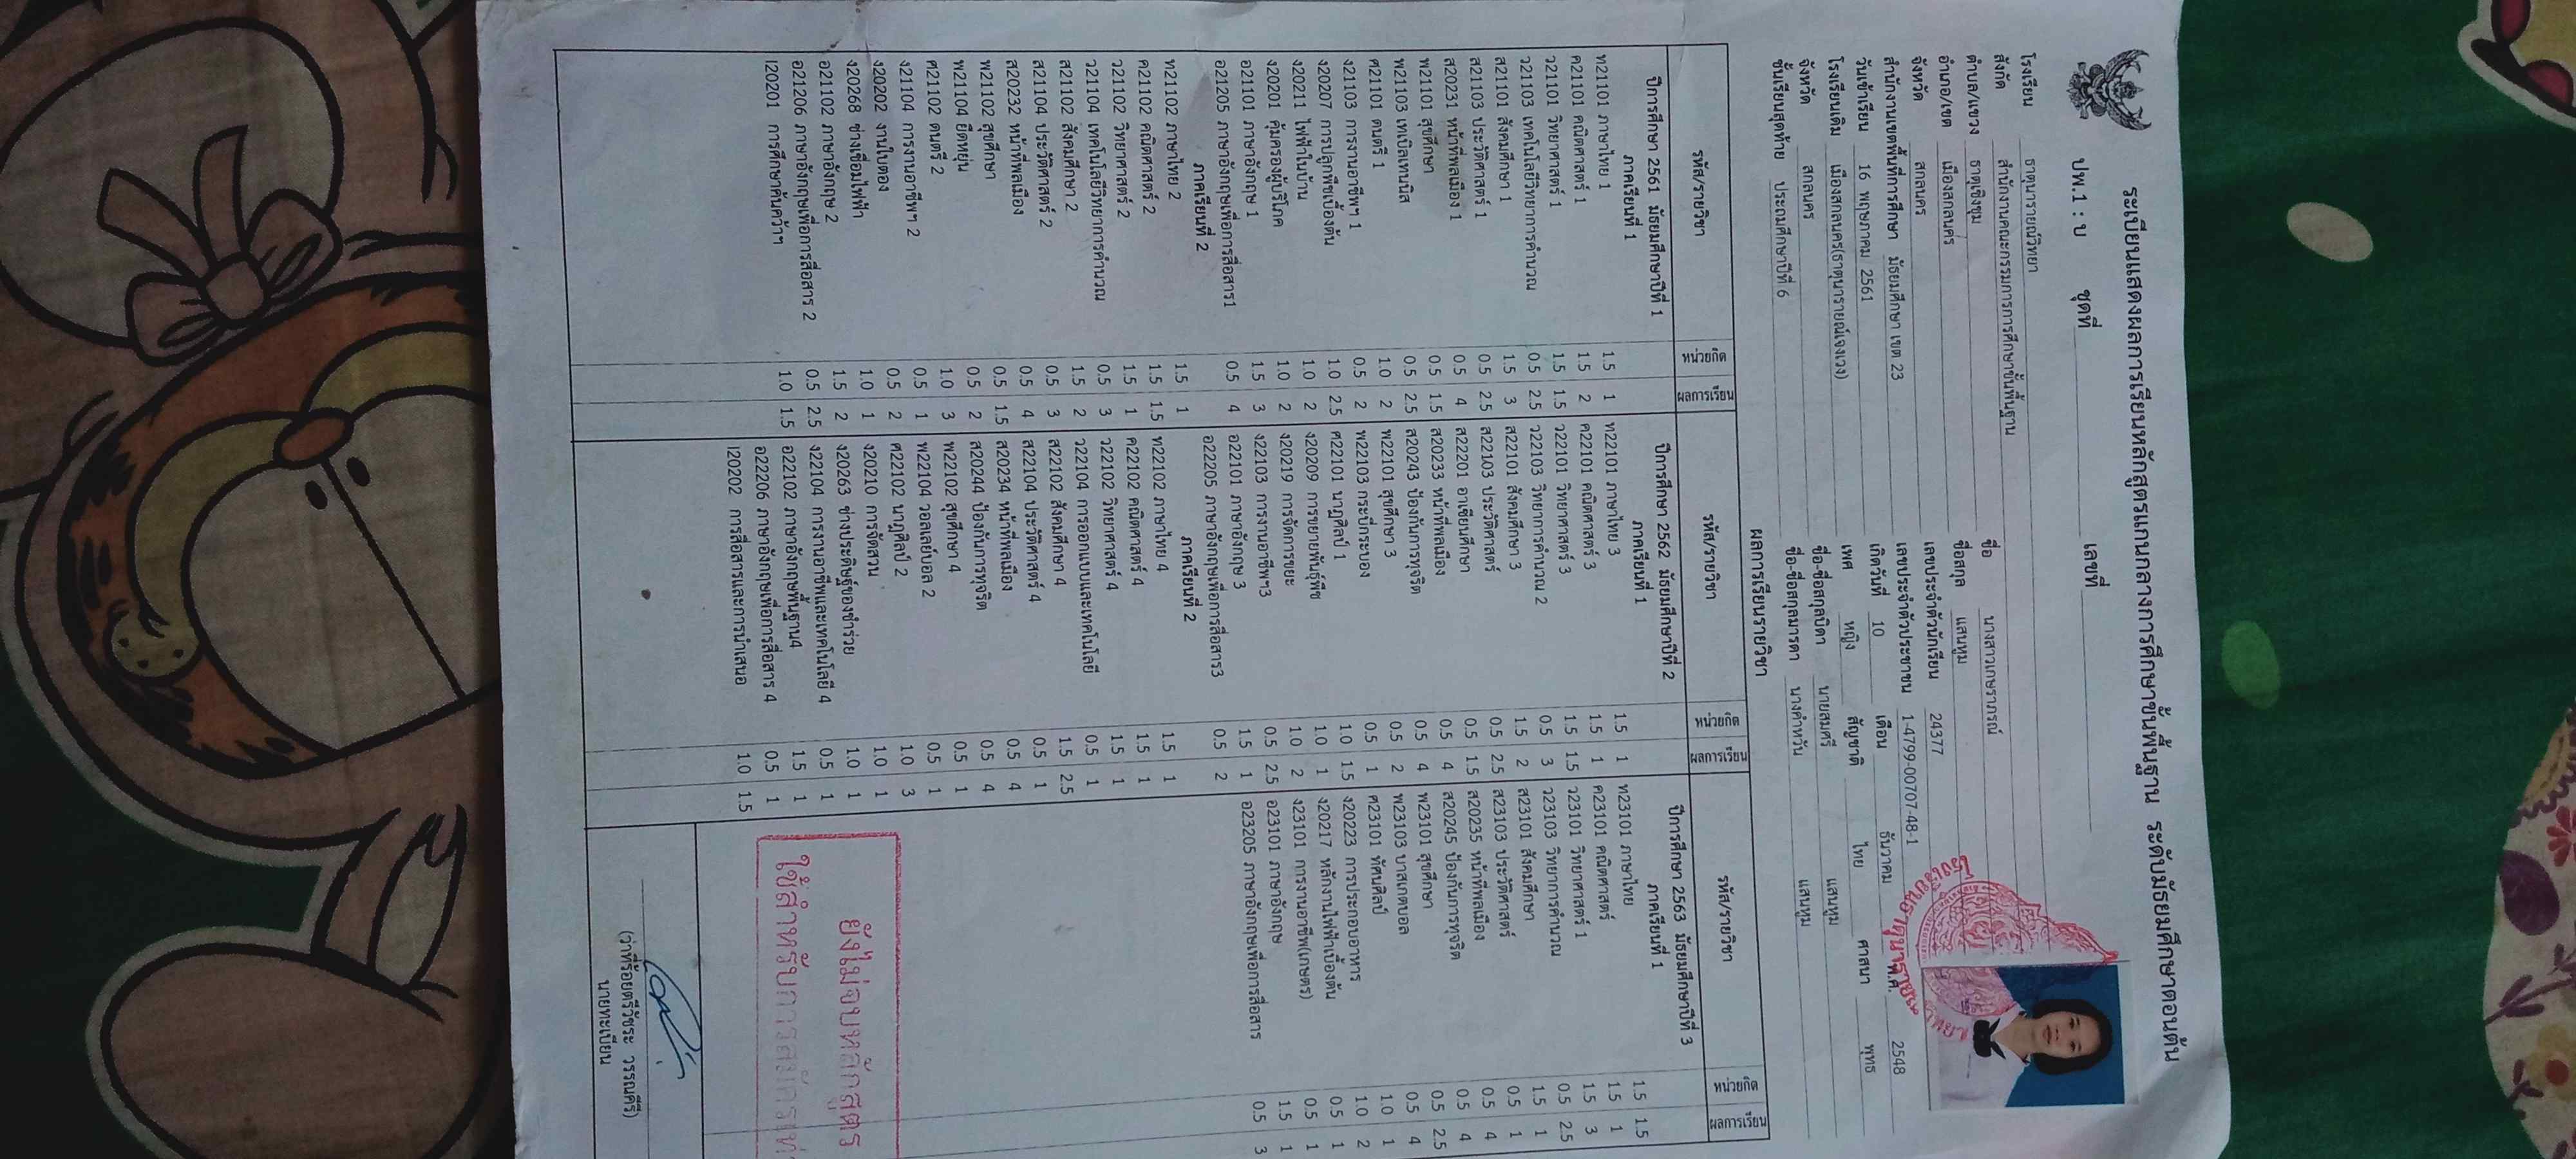 ระเบียนแสดงผลการเรียนหลักสูตรแกนกลางการศึกษาขั้นพื้นฐาน ระดับมัธยมศึกษาตอนต้น
ปพ.1 : บ ชุดที่ เลขที่
โรงเรียน ธาตุนารายณ์วิทยา
สังกัด สำนักงานคณะกรรมการการศึกษาขั้นพื้นฐาน
ตำบล/แขวง ธาตุเชิงชุม
อำเภอ/เขต เมืองสกลนคร
จังหวัด สกลนคร
สำนักงานเขตพื้นที่การศึกษา มัธยมศึกษา เขต 23
วันเข้าเรียน 16 พฤษภาคม 2561
โรงเรียนเดิม เมืองสกลนคร(ธาตุนารายณ์เจงเวง)
จังหวัด สกลนคร
ชั้นเรียนสุดท้าย ประถมศึกษาปีที่ 6
ชื่อ นางสาวเกษราภรณ์
ชื่อสกุล แสนทูม
เลขประจำตัวนักเรียน 24377
เลขประจำตัวประชาชน 1-4799-00707-48-1
เกิดวันที่ 10 เดือน ธันวาคม พ.ศ. 2548
เพศ หญิง สัญชาติ ไทย ศาสนา พุทธ
ชื่อ-ชื่อสกุลบิดา นายสมศรี แสนทูม
ชื่อ-ชื่อสกุลมารดา นางคำหวัน แสนทูม
ผลการเรียนรายวิชา
รหัส/รายวิชา หน่วยกิต ผลการเรียน
ปีการศึกษา 2561 มัธยมศึกษาปีที่ 1
ภาคเรียนที่ 1
ท21101 ภาษาไทย 1 1.5 1
ค21101 คณิตศาสตร์ 1 1.5 2
ว21101 วิทยาศาสตร์ 1 1.5 1.5
ว21103 เทคโนโลยีวิทยาการคำนวณ 0.5 2.5
ส21101 สังคมศึกษา 1 1.5 3
ส21103 ประวัติศาสตร์ 1 0.5 2.5
ส20231 หน้าที่พลเมือง 1 0.5 4
พ21101 สุขศึกษา 0.5 1.5
พ21103 เทเบิลเทนนิส 0.5 2.5
ศ21101 ดนตรี 1 1.0 2
ง21103 การงานอาชีพฯ 1 0.5 2
ง20207 การปลูกพืชเบื้องต้น 1.0 2.5
ง20211 ไฟฟ้าในบ้าน 1.0 2
ง20201 คุ้มครองผู้บริโภค 1.0 2
อ21101 ภาษาอังกฤษ 1 1.5 3
อ21205 ภาษาอังกฤษเพื่อการสื่อสาร1 0.5 4
ภาคเรียนที่ 2
ท21102 ภาษาไทย 2 1.5 1
ค21102 คณิตศาสตร์ 2 1.5 1.5
ว21102 วิทยาศาสตร์ 2 1.5 1
ว21104 เทคโนโลยีวิทยาการคำนวณ 0.5 3
ส21102 สังคมศึกษา 2 1.5 2
ส21104 ประวัติศาสตร์ 2 0.5 3
ส20232 หน้าที่พลเมือง 0.5 4
พ21102 สุขศึกษา 0.5 1.5
พ21104 ยืดหยุ่น 0.5 2
ศ21102 ดนตรี 2 1.0 3
ง21104 การงานอาชีพฯ 2 0.5 1
ง20202 งานใบตอง 0.5 2
ง20268 ช่างเชื่อมไฟฟ้า 1.0 1
อ21102 ภาษาอังกฤษ 2 1.5 2
อ21206 ภาษาอังกฤษเพื่อการสื่อสาร 2 0.5 2.5
I20201 การศึกษาค้นคว้าฯ 1.0 1.5
รหัส/รายวิชา หน่วยกิต ผลการเรียน
ปีการศึกษา 2562 มัธยมศึกษาปีที่ 2
ภาคเรียนที่ 1
ท22101 ภาษาไทย 3 1.5 1
ค22101 คณิตศาสตร์ 3 1.5 1
ว22101 วิทยาศาสตร์ 3 1.5 1.5
ว22103 วิทยาการคำนวณ 2 0.5 3
ส22101 สังคมศึกษา 3 1.5 2
ส22103 ประวัติศาสตร์ 0.5 2.5
ส22201 อาเซียนศึกษา 0.5 1.5
ส20233 หน้าที่พลเมือง 0.5 4
ส20243 ป้องกันการทุจริต 0.5 4
พ22101 สุขศึกษา 3 0.5 2
พ22103 กระบี่กระบอง 0.5 1
ศ22101 นาฏศิลป์ 1 1.0 1.5
ง20209 การขยายพันธุ์พืช 1.0 1
ง20219 การจัดการขยะ 1.0 2
ง22103 การงานอาชีพฯ3 0.5 2.5
อ22101 ภาษาอังกฤษ 3 1.5 1
อ22205 ภาษาอังกฤษเพื่อการสื่อสาร3 0.5 2
ภาคเรียนที่ 2
ท22102 ภาษาไทย 4 1.5 1
ค22102 คณิตศาสตร์ 4 1.5 1
ว22102 วิทยาศาสตร์ 4 1.5 1
ว22104 การออกแบบและเทคโนโลยี 0.5 1
ส22102 สังคมศึกษา 4 1.5 2.5
ส22104 ประวัติศาสตร์ 4 0.5 1
ส20234 หน้าที่พลเมือง 0.5 4
ส20244 ป้องกันการทุจริต 0.5 4
พ22102 สุขศึกษา 4 0.5 1
พ22104 วอลเลย์บอล 2 0.5 1
ศ22102 นาฏศิลป์ 2 1.0 3
ง20210 การจัดสวน 1.0 1
ง20263 ช่างประดิษฐ์ของชำร่วย 1.0 1
ง22104 การงานอาชีพและเทคโนโลยี 4 0.5 1
อ22102 ภาษาอังกฤษพื้นฐาน4 1.5 1
อ22206 ภาษาอังกฤษเพื่อการสื่อสาร 4 0.5 1
I20202 การสื่อสารและการนำเสนอ 1.0 1.5
รหัส/รายวิชา หน่วยกิต ผลการเรียน
ปีการศึกษา 2563 มัธยมศึกษาปีที่ 3
ภาคเรียนที่ 1
ท23101 ภาษาไทย 1.5 1.5
ค23101 คณิตศาสตร์ 1.5 1
ว23101 วิทยาศาสตร์ 1 1.5 3
ว23103 วิทยาการคำนวณ 0.5 2.5
ส23101 สังคมศึกษา 1.5 1
ส23103 ประวัติศาสตร์ 0.5 1
ส20235 หน้าที่พลเมือง 0.5 4
ส20245 ป้องกันการทุจริต 0.5 4
พ23101 สุขศึกษา 0.5 2.5
พ23103 บาสเกตบอล 0.5 4
ศ23101 ทัศนศิลป์ 1.0 1
ง20223 การประกอบอาหาร 1.0 2
ง20217 หลักงานไฟฟ้าเบื้องต้น 0.5 1
ง23101 การงานอาชีพ(เกษตร) 0.5 1
อ23101 ภาษาอังกฤษ 1.5 1
อ23205 ภาษาอังกฤษเพื่อการสื่อสาร 0.5 3
ยังไม่จบหลักสูตร
ใช้สำหรับการสมัคร
(ว่าที่ร้อยตรีวัชระ วรรณคีรี)
นายทะเบียน